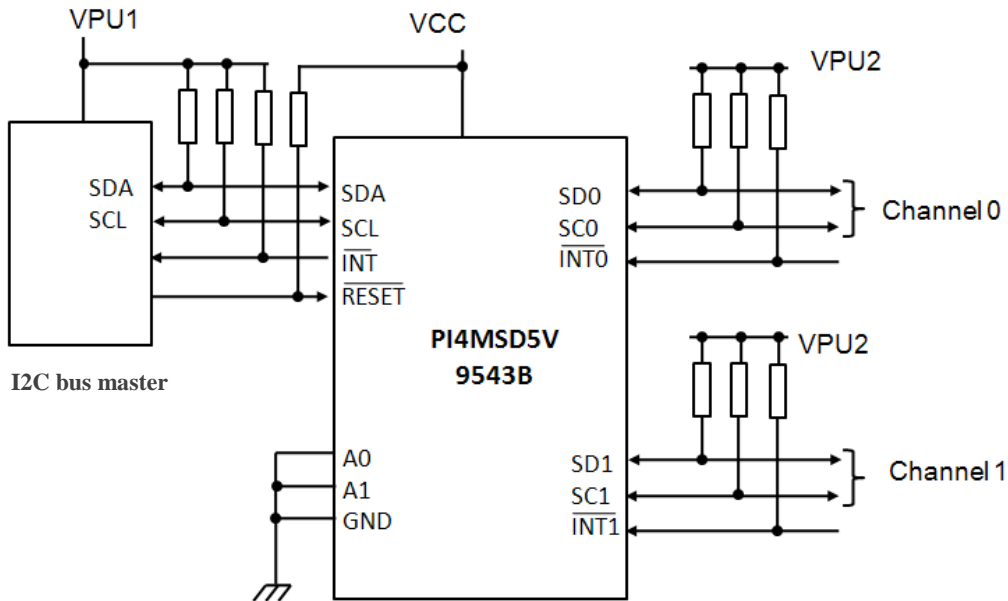 VPU1
VCC
VPU2
SDA
SCL
SDA
SCL
INT
RESET
SD0
SC0
INT0
Channel 0
PI4MSD5V
9543B
I2C bus master
VPU2
A0
A1
GND
SD1
SC1
INT1
Channel 1